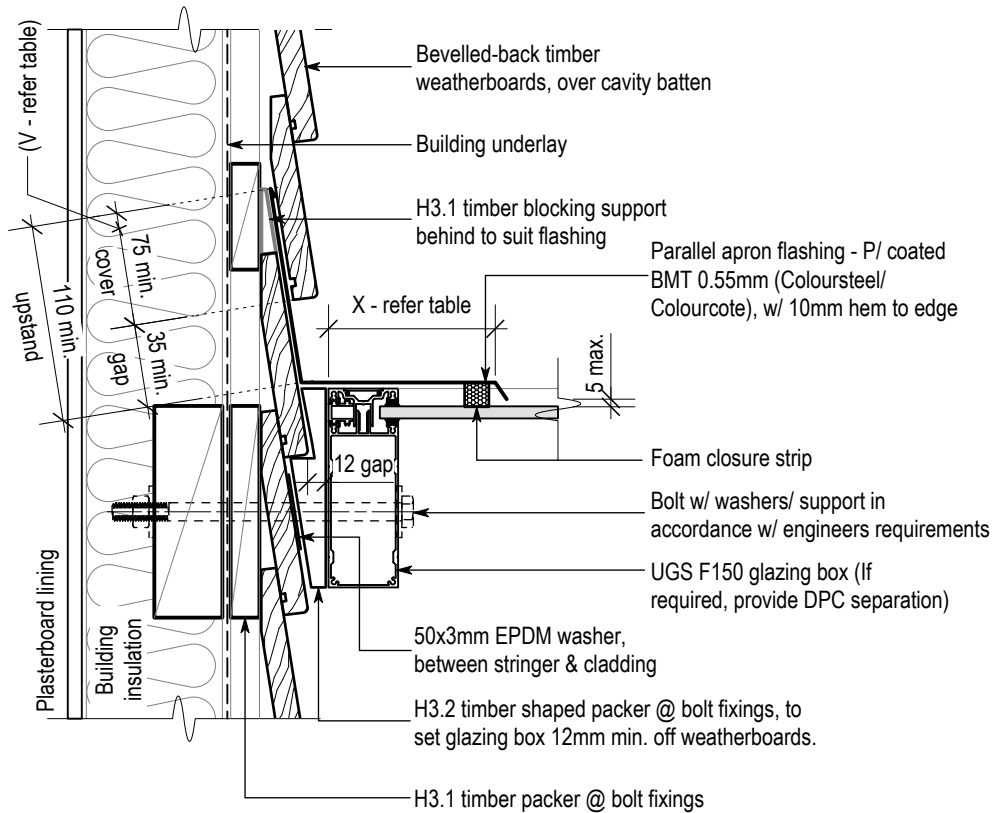 (V - refer table)
Bevelled-back timber
weatherboards, over cavity batten
Building underlay
H3.1 timber blocking support
behind to suit flashing
Parallel apron flashing - P/ coated
BMT 0.55mm (Coloursteel/
Colourcote), w/ 10mm hem to edge
X - refer table
75 min.
cover
110 min.
upstand
35 min.
gap
5 max.
12 gap
Foam closure strip
Bolt w/ washers/ support in
accordance w/ engineers requirements
UGS F150 glazing box (If
required, provide DPC separation)
Plasterboard lining
Building
insulation
50x3mm EPDM washer,
between stringer & cladding
H3.2 timber shaped packer @ bolt fixings, to
set glazing box 12mm min. off weatherboards.
H3.1 timber packer @ bolt fixings